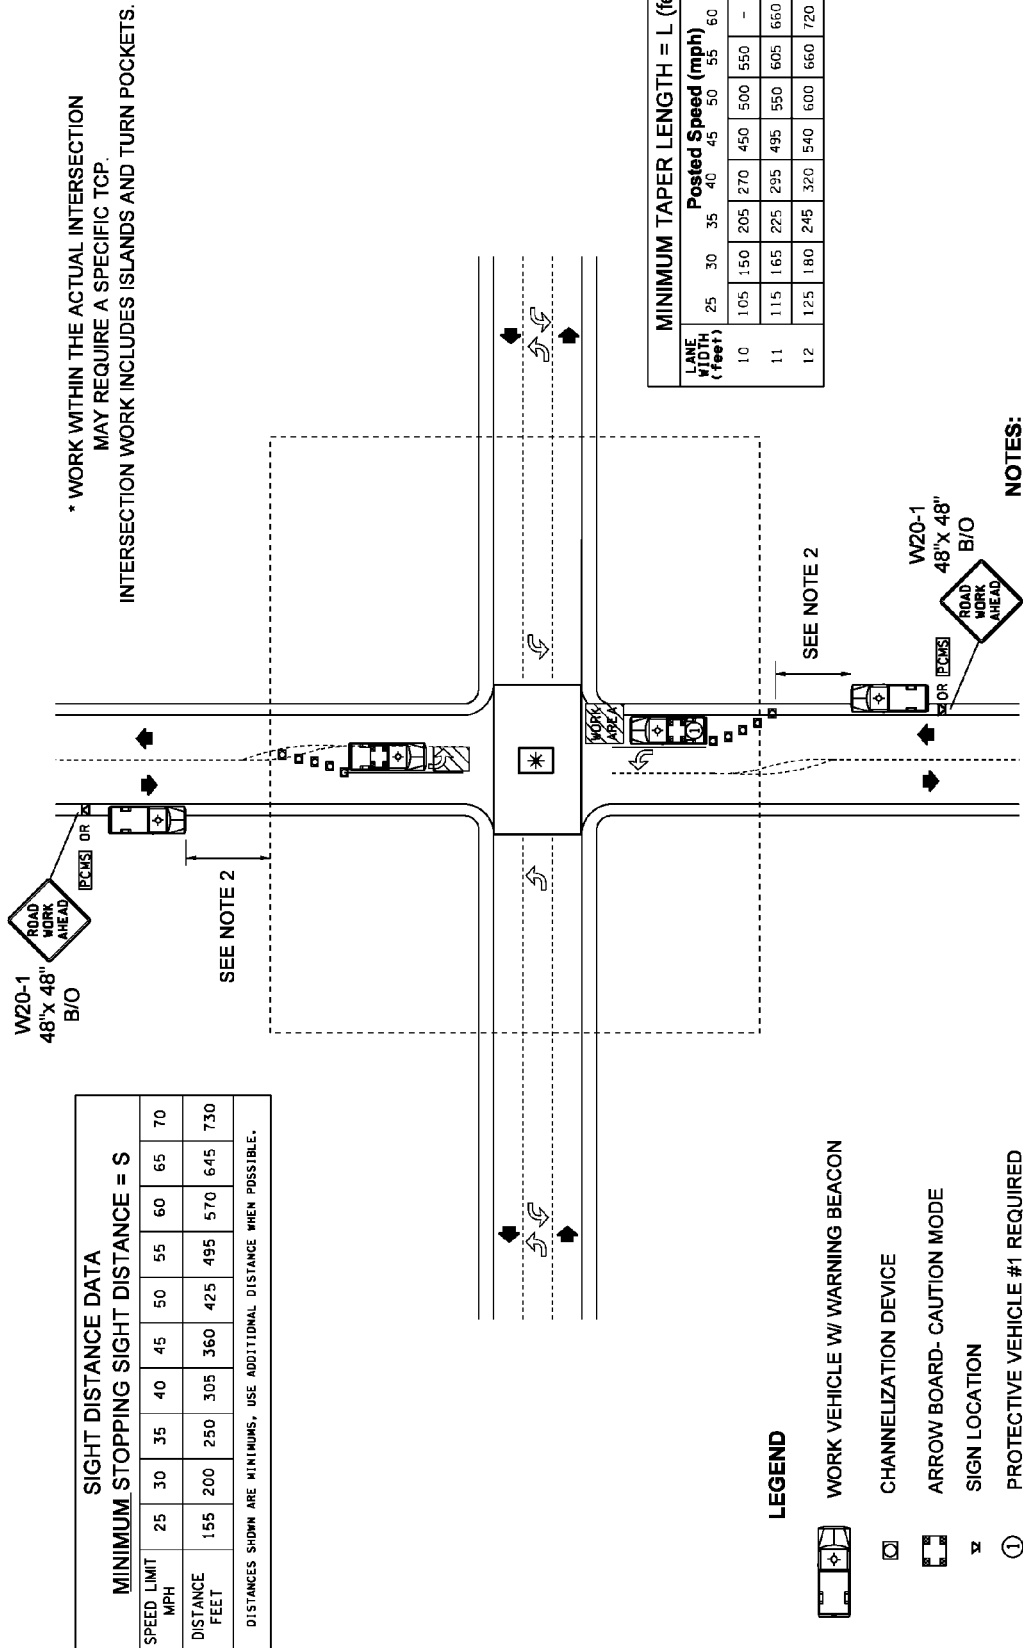 * WORK WITHIN THE ACTUAL INTERSECTION
MAY REQUIRE A SPECIFIC TCP.
INTERSECTION WORK INCLUDES ISLANDS AND TURN POCKETS.
W20-1
48"x 48"
B/O
ROAD
WORK
AHEAD
PCMS OR
SEE NOTE 2
SIGHT DISTANCE DATA
MINIMUM STOPPING SIGHT DISTANCE = S
SPEED LIMIT MPH 25 30 35 40 45 50 55 60 65 70
DISTANCE FEET 155 200 250 305 360 425 495 570 645 730
DISTANCES SHOWN ARE MINIMUMS, USE ADDITIONAL DISTANCE WHEN POSSIBLE.
WORK
AREA
1
SEE NOTE 2
OR PCMS
W20-1
48"x 48"
B/O
ROAD
WORK
AHEAD
MINIMUM TAPER LENGTH = L
Posted Speed (mph)
LANE WIDTH (feet) 25 30 35 40 45 50 55 60
10 105 150 205 270 450 500 550 -
11 115 165 225 295 495 550 605 660
12 125 180 245 320 540 600 660 720
LEGEND
WORK VEHICLE W/ WARNING BEACON
CHANNELIZATION DEVICE
ARROW BOARD- CAUTION MODE
SIGN LOCATION
1 PROTECTIVE VEHICLE #1 REQUIRED
NOTES: